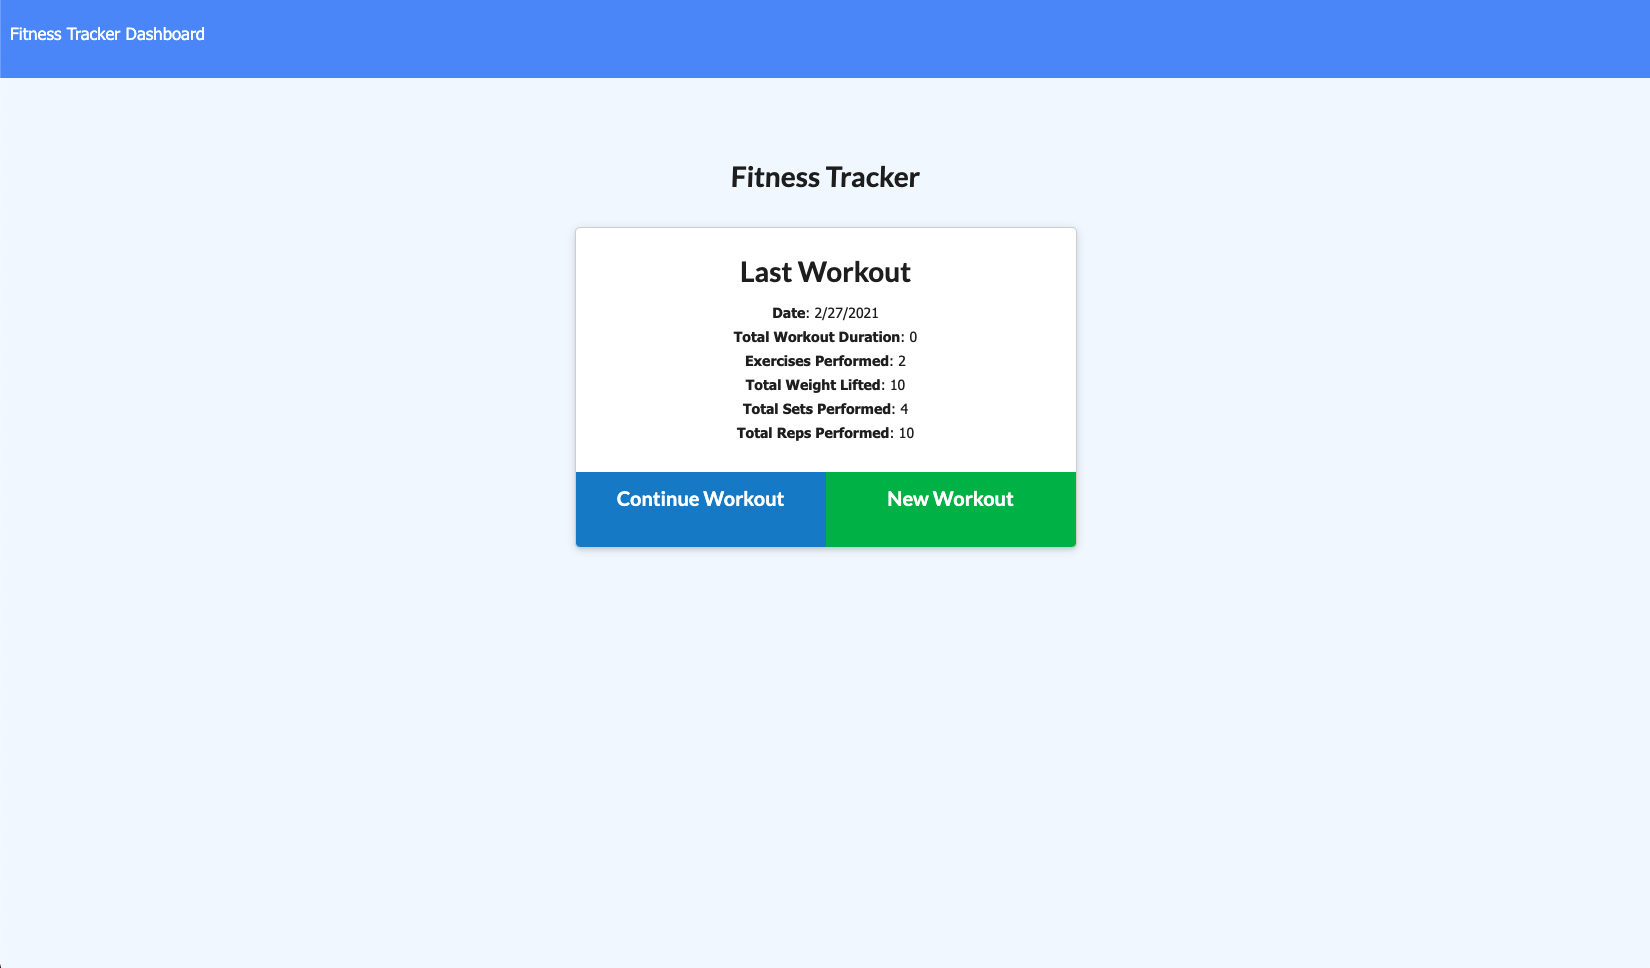 Fitness Tracker Dashboard
Fitness Tracker
Last Workout
Date: 2/27/2021
Total Workout Duration: 0
Exercises Performed: 2
Total Weight Lifted: 10
Total Sets Performed: 4
Total Reps Performed: 10
Continue Workout
New Workout